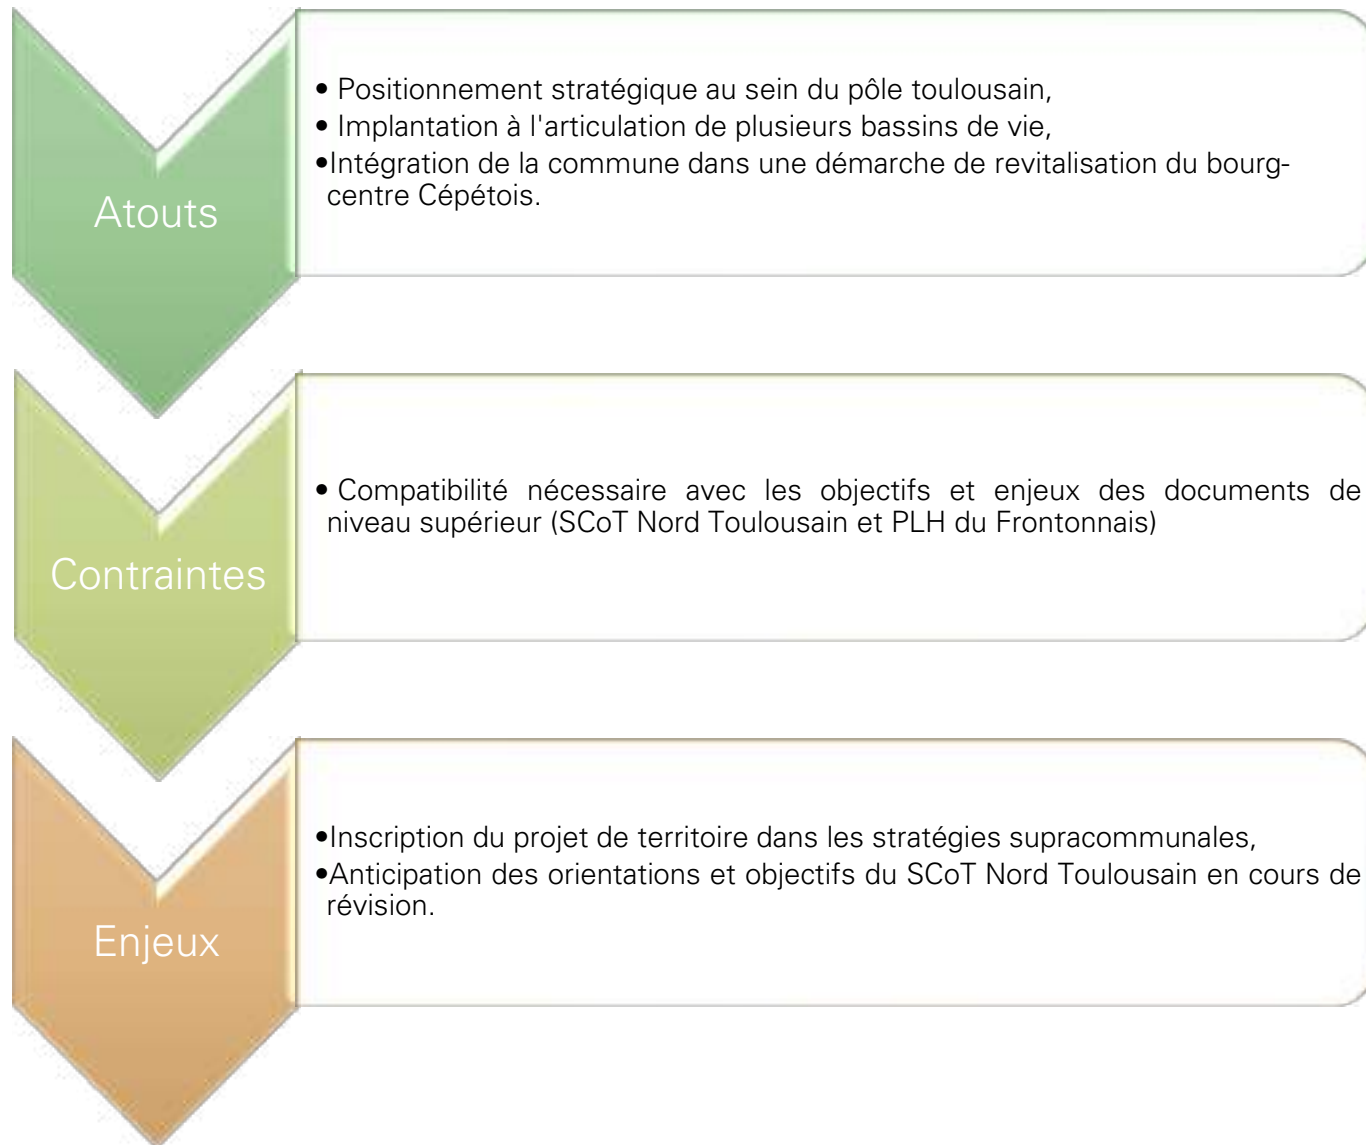 Atouts
• Positionnement stratégique au sein du pôle toulousain,
• Implantation à l'articulation de plusieurs bassins de vie,
•Intégration de la commune dans une démarche de revitalisation du bourg-
centre Cépétois.
Contraintes
• Compatibilité nécessaire avec les objectifs et enjeux des documents de
niveau supérieur (SCoT Nord Toulousain et PLH du Frontonnais)
Enjeux
•Inscription du projet de territoire dans les stratégies supracommunales,
•Anticipation des orientations et objectifs du SCoT Nord Toulousain en cours de
révision.